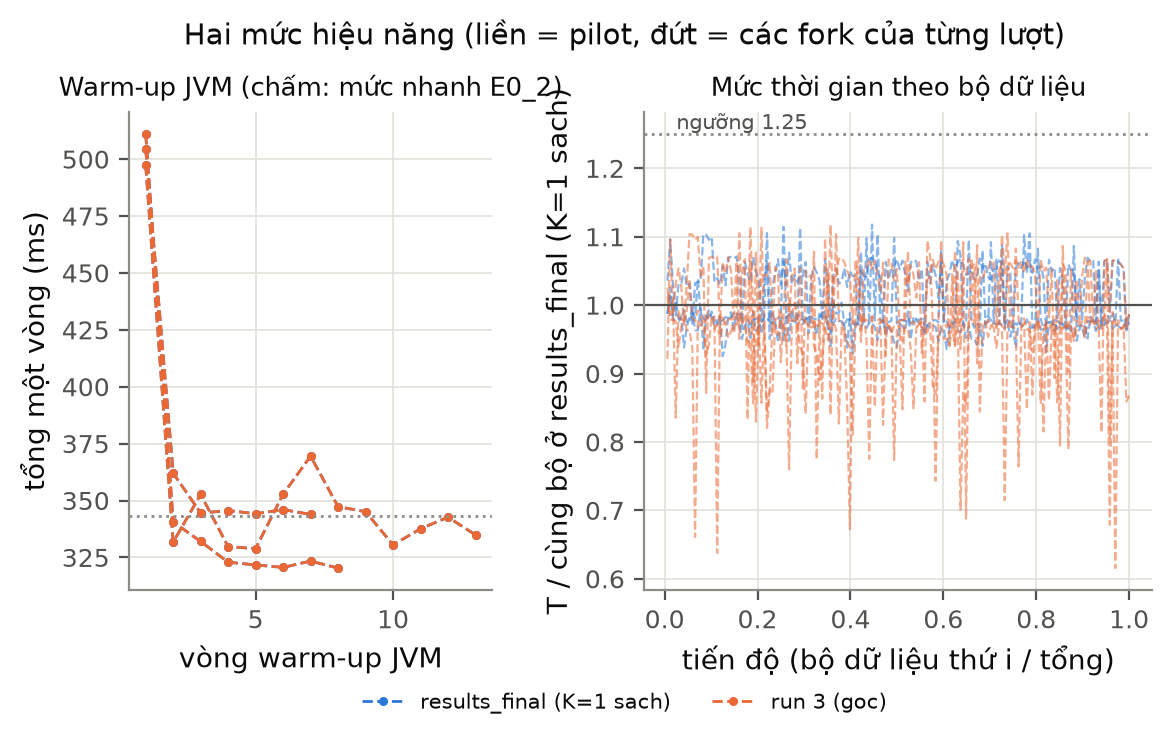 Hai mức hiệu năng (liền = pilot, đứt = các fork của từng lượt)
Warm-up JVM (chấm: mức nhanh E0_2)
tổng một vòng (ms)
500
475
450
425
400
375
350
325
5
10
vòng warm-up JVM
Mức thời gian theo bộ dữ liệu
T / cùng bộ ở results_final (K=1 sach)
ngưỡng 1.25
1.2
1.1
1.0
0.9
0.8
0.7
0.6
0.0
0.2
0.4
0.6
0.8
1.0
tiến độ (bộ dữ liệu thứ i / tổng)
results_final (K=1 sach)
run 3 (goc)